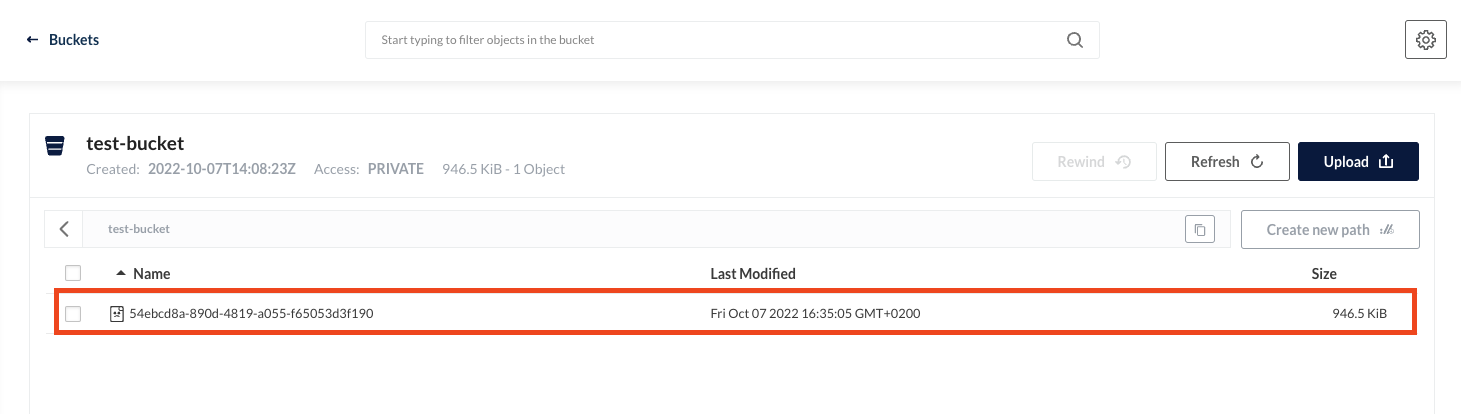 Buckets
Start typing to filter objects in the bucket
test-bucket
Created: 2022-10-07T14:08:23Z Access: PRIVATE 946.5 KiB - 1 Object
Rewind Refresh Upload
test-bucket
Create new path
Name Last Modified Size
54ebcd8a-890d-4819-a055-f65053d3f190 Fri Oct 07 2022 16:35:05 GMT+0200 946.5 KiB